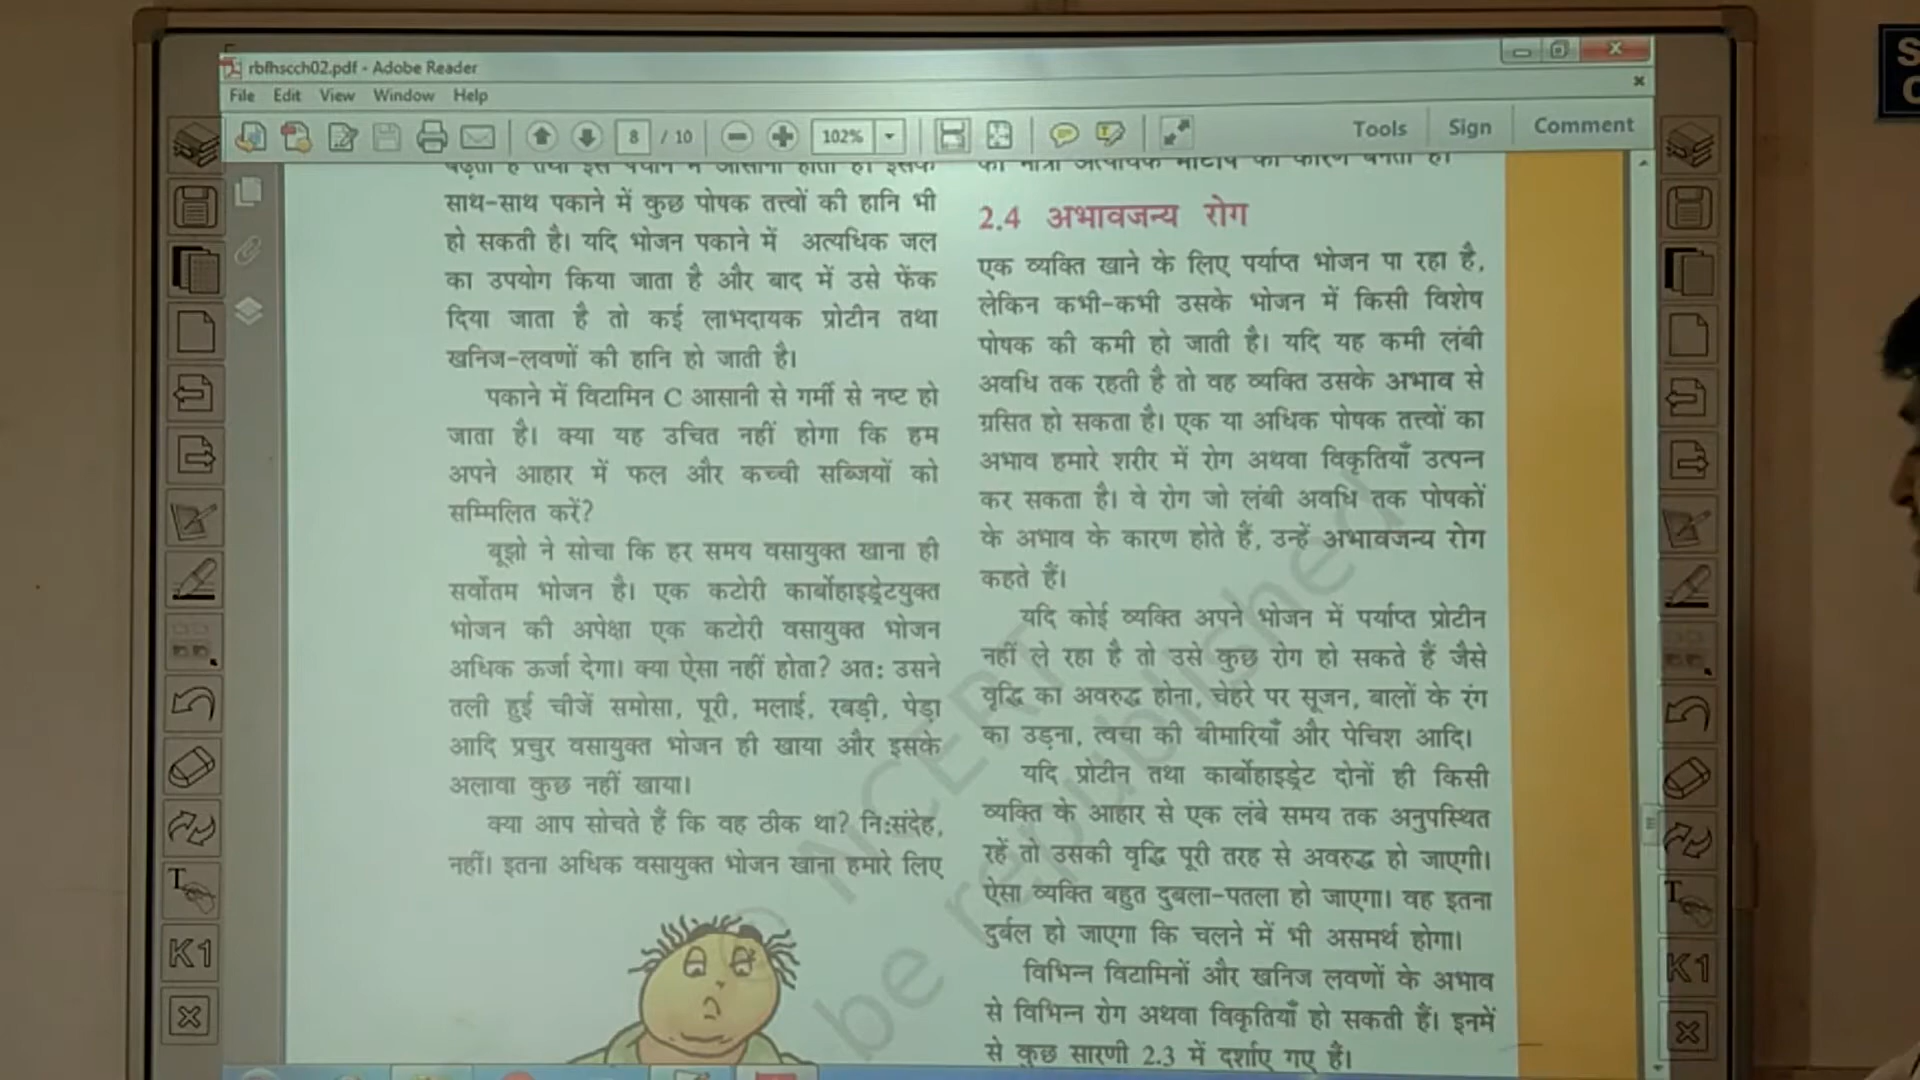 rbfhscch02.pdf - Adobe Reader
File Edit View Window Help
8 / 10 102% Tools Sign Comment
साथ-साथ पकाने में कुछ पोषक तत्त्वों की हानि भी
हो सकती है। यदि भोजन पकाने में अत्यधिक जल
का उपयोग किया जाता है और बाद में उसे फेंक
दिया जाता है तो कई लाभदायक प्रोटीन तथा
खनिज-लवणों की हानि हो जाती है।
पकाने में विटामिन C आसानी से गर्मी से नष्ट हो
जाता है। क्या यह उचित नहीं होगा कि हम
अपने आहार में फल और कच्ची सब्जियों को
सम्मिलित करें?
बूझो ने सोचा कि हर समय वसायुक्त खाना ही
सर्वोतम भोजन है। एक कटोरी कार्बोहाइड्रेटयुक्त
भोजन की अपेक्षा एक कटोरी वसायुक्त भोजन
अधिक ऊर्जा देगा। क्या ऐसा नहीं होता? अत: उसने
तली हुई चीजें समोसा, पूरी, मलाई, रबड़ी, पेड़ा
आदि प्रचुर वसायुक्त भोजन ही खाया और इसके
अलावा कुछ नहीं खाया।
क्या आप सोचते हैं कि वह ठीक था? नि:संदेह,
नहीं। इतना अधिक वसायुक्त भोजन खाना हमारे लिए
की मात्रा अत्यधिक मोटापे का कारण बनती है।
2.4 अभावजन्य रोग
एक व्यक्ति खाने के लिए पर्याप्त भोजन पा रहा है,
लेकिन कभी-कभी उसके भोजन में किसी विशेष
पोषक की कमी हो जाती है। यदि यह कमी लंबी
अवधि तक रहती है तो वह व्यक्ति उसके अभाव से
ग्रसित हो सकता है। एक या अधिक पोषक तत्त्वों का
अभाव हमारे शरीर में रोग अथवा विकृतियाँ उत्पन्न
कर सकता है। वे रोग जो लंबी अवधि तक पोषकों
के अभाव के कारण होते हैं, उन्हें अभावजन्य रोग
कहते हैं।
यदि कोई व्यक्ति अपने भोजन में पर्याप्त प्रोटीन
नहीं ले रहा है तो उसे कुछ रोग हो सकते हैं जैसे
वृद्धि का अवरुद्ध होना, चेहरे पर सूजन, बालों के रंग
का उड़ना, त्वचा की बीमारियाँ और पेचिश आदि।
यदि प्रोटीन तथा कार्बोहाइड्रेट दोनों ही किसी
व्यक्ति के आहार से एक लंबे समय तक अनुपस्थित
रहें तो उसकी वृद्धि पूरी तरह से अवरुद्ध हो जाएगी।
ऐसा व्यक्ति बहुत दुबला-पतला हो जाएगा। वह इतना
दुर्बल हो जाएगा कि चलने में भी असमर्थ होगा।
विभिन्न विटामिनों और खनिज लवणों के अभाव
से विभिन्न रोग अथवा विकृतियाँ हो सकती हैं। इनमें
से कुछ सारणी 2.3 में दर्शाए गए हैं।
NCERT
be republished
K1
K1